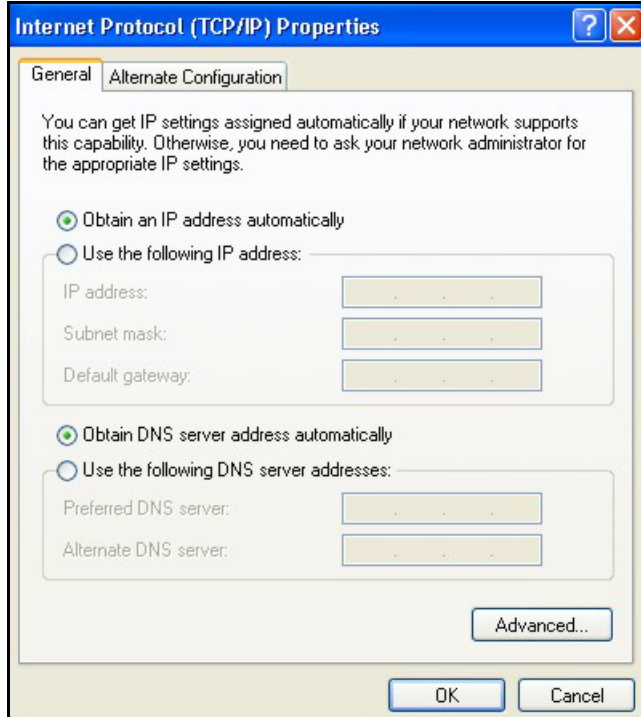 Internet Protocol (TCP/IP) Properties
General
Alternate Configuration
You can get IP settings assigned automatically if your network supports
this capability. Otherwise, you need to ask your network administrator for
the appropriate IP settings.
Obtain an IP address automatically
Use the following IP address:
IP address:
Subnet mask:
Default gateway:
Obtain DNS server address automatically
Use the following DNS server addresses:
Preferred DNS server:
Alternate DNS server:
Advanced...
OK
Cancel